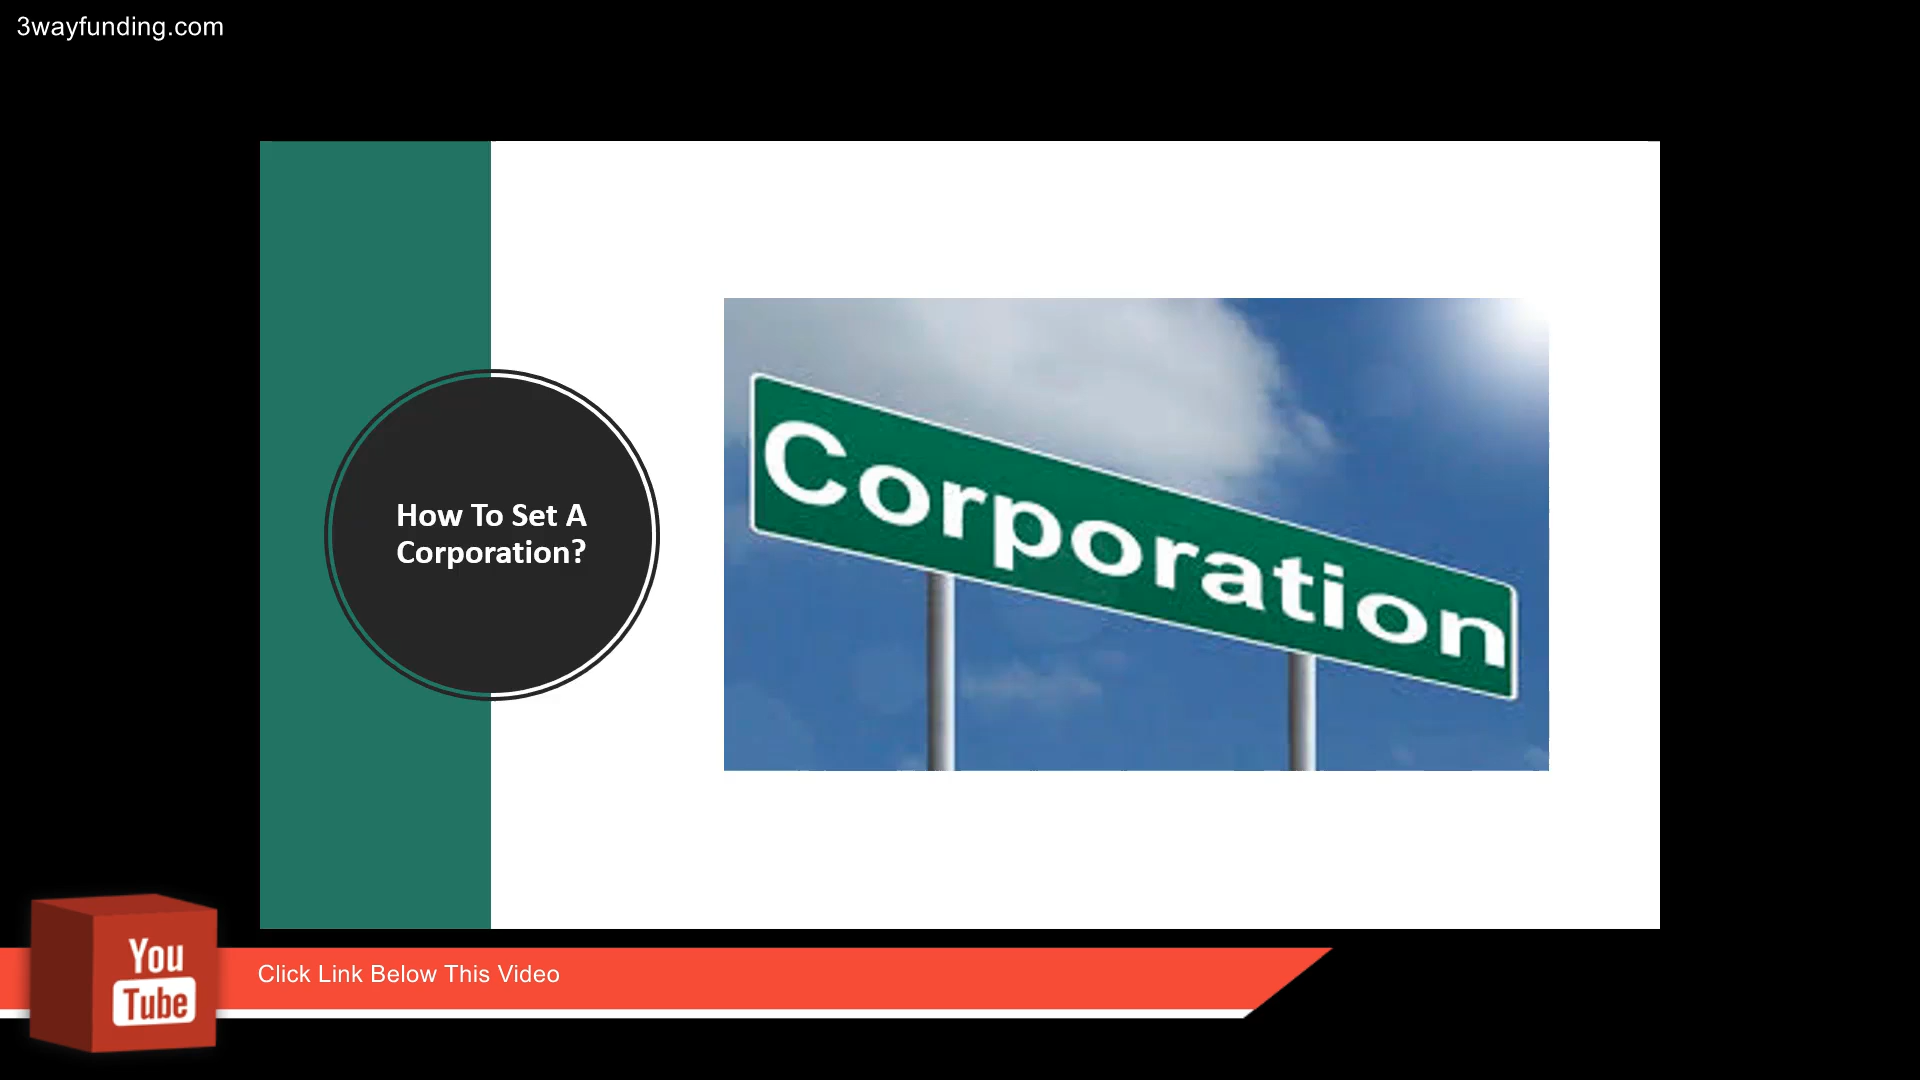 3wayfunding.com
How To Set A
Corporation?
Corporation
You
Tube
Click Link Below This Video